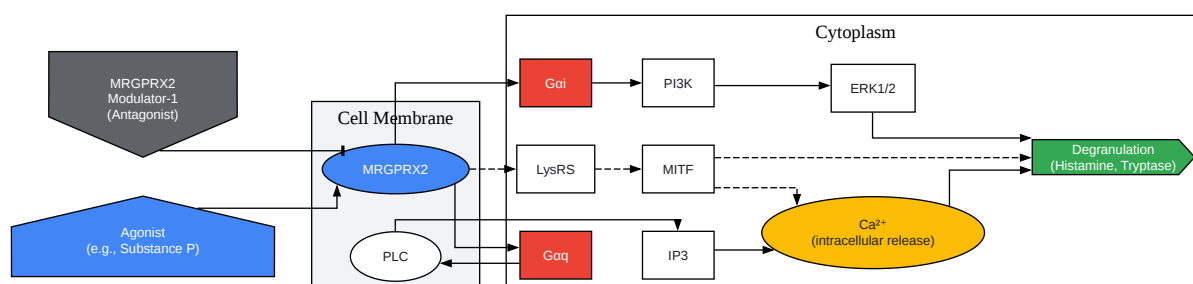 Cytoplasm
MRGPRX2
Modulator-1
(Antagonist)
Gαi
PI3K
ERK1/2
Cell Membrane
MRGPRX2
LysRS
MITF
Degranulation
(Histamine, Tryptase)
Agonist
(e.g., Substance P)
PLC
Gαq
IP3
Ca²⁺
(intracellular release)